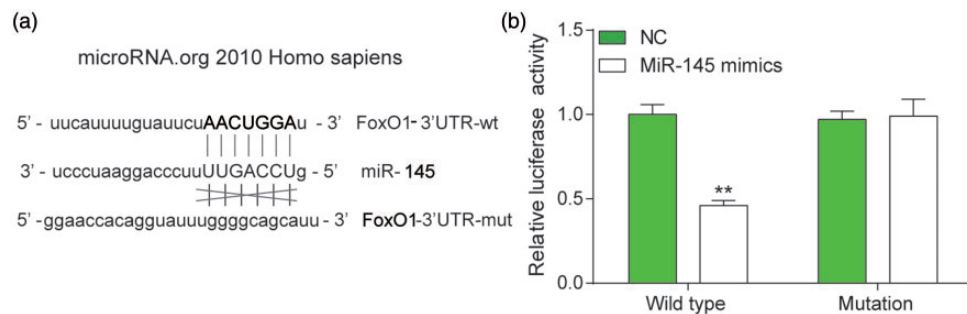 (a)
microRNA.org 2010 Homo sapiens
5' - uucauuuuguauucuAACUGGAu - 3' FoxO1-3'UTR-wt
3' - ucccuaaggacccuuUUGACCUg - 5' miR-145
5' -ggaaccacagguauuuggggcagcauu - 3' FoxO1-3'UTR-mut
(b)
NC
MiR-145 mimics
Relative luciferase activity
1.5
1.0
0.5
0.0
**
Wild type Mutation